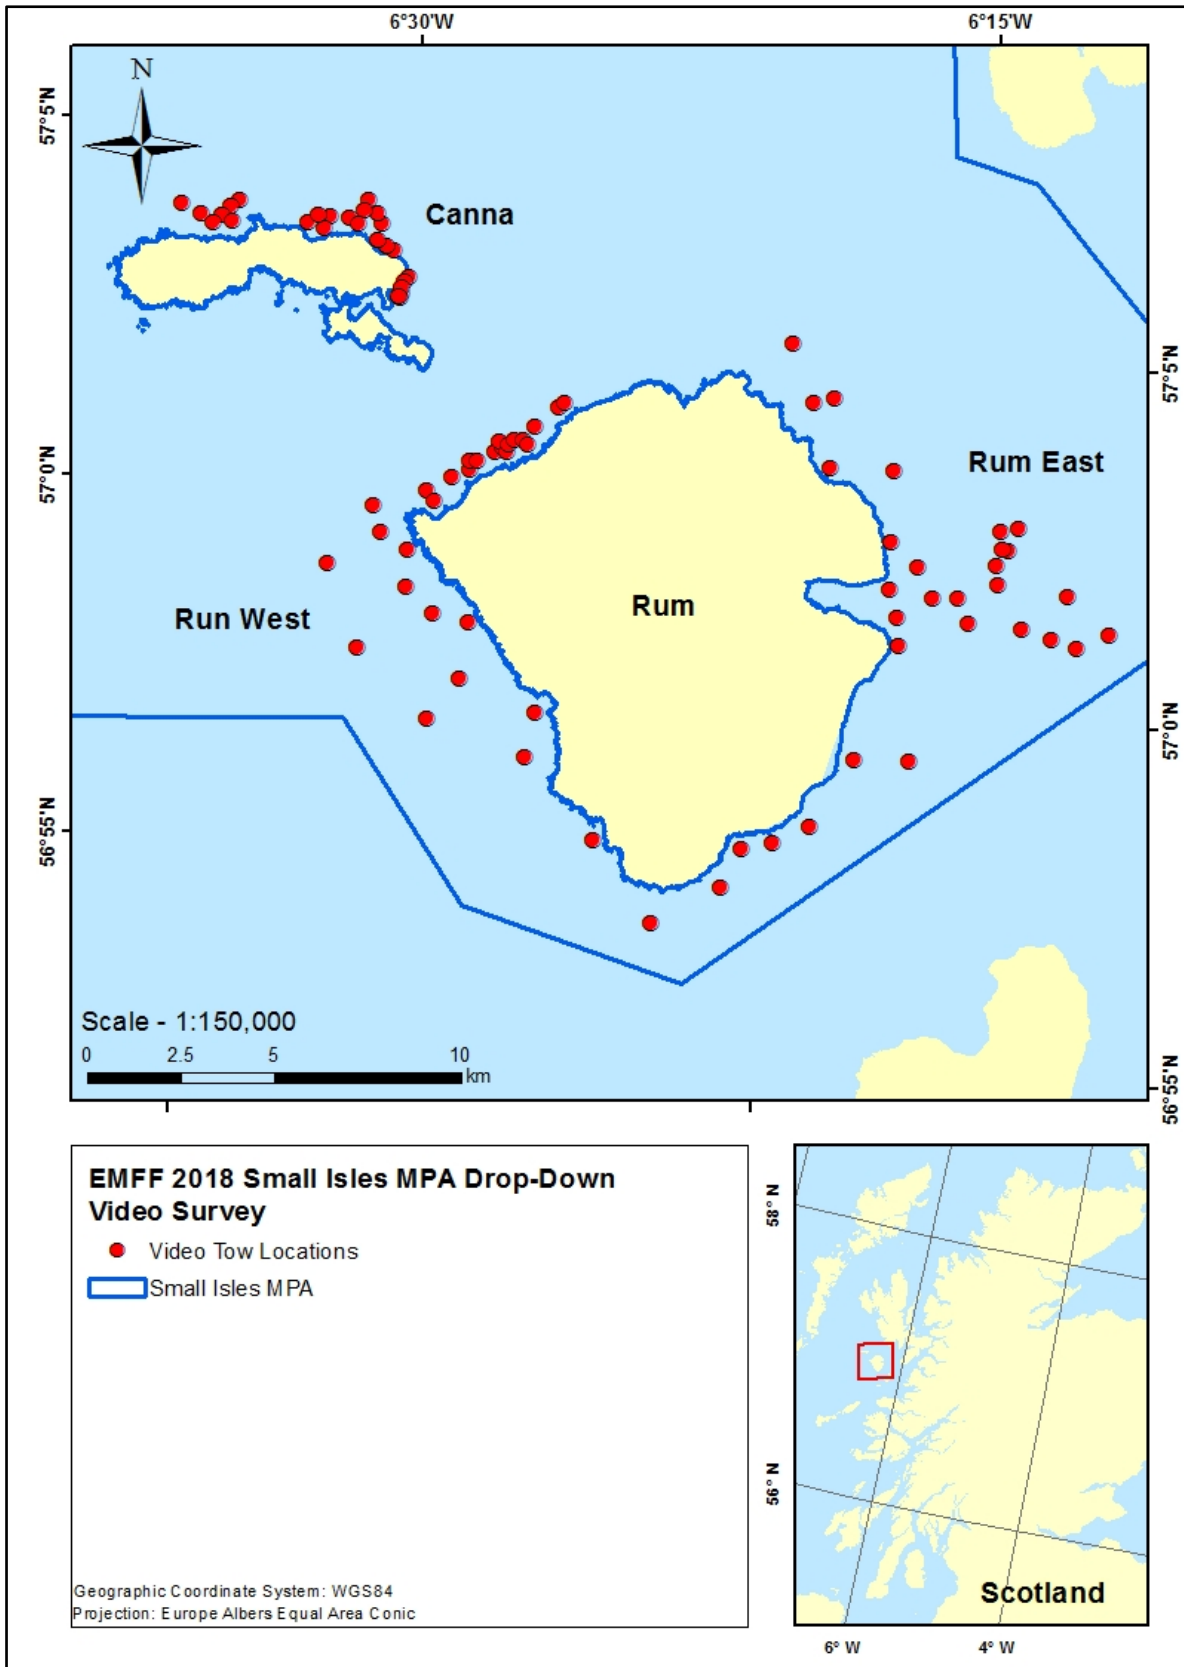 6°30'W
6°15'W
N
57°5'N
Canna
57°5'N
57°0'N
Rum East
Rum
Run West
57°0'N
56°55'N
Scale - 1:150,000
0 2.5 5 10
km
56°55'N
EMFF 2018 Small Isles MPA Drop-Down
Video Survey
Video Tow Locations
Small Isles MPA
Geographic Coordinate System: WGS84
Projection: Europe Albers Equal Area Conic
58° N
56° N
Scotland
6° W
4° W